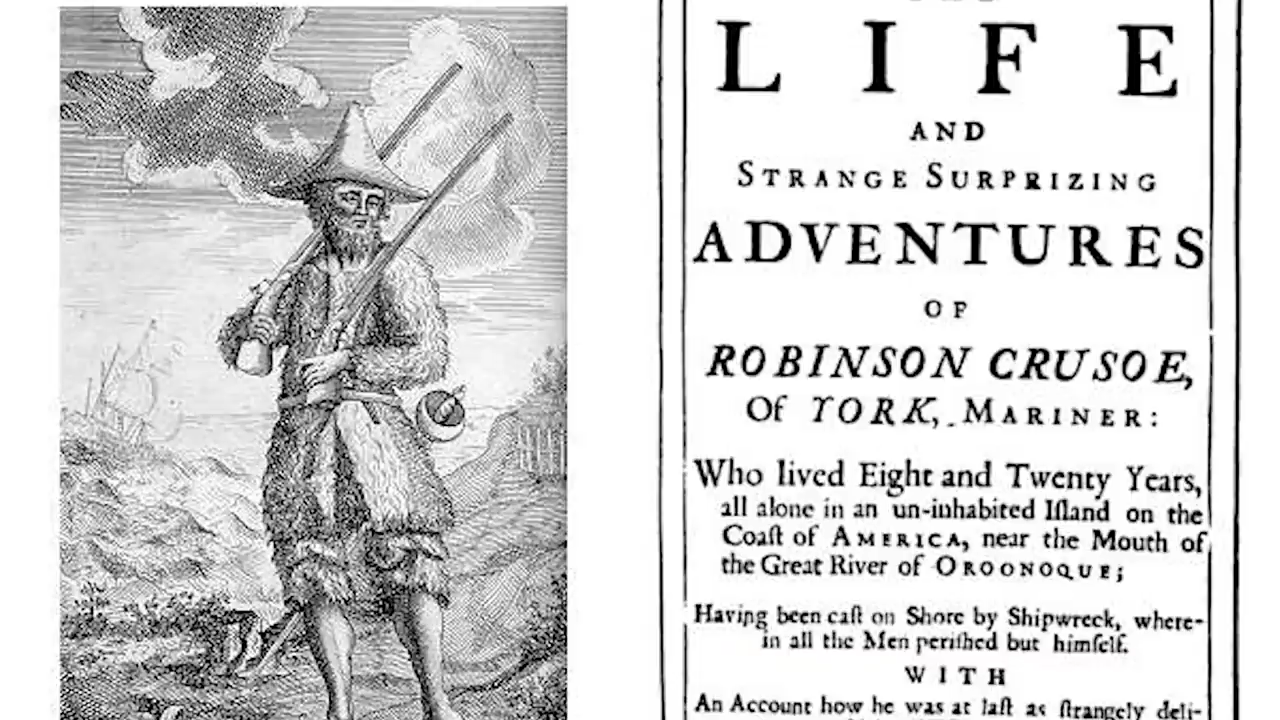 LIFE
AND
STRANGE SURPRIZING
ADVENTURES
OF
ROBINSON CRUSOE,
Of YORK, MARINER:
Who lived Eight and Twenty Years,
all alone in an un-inhabited Iſland on the
Coaſt of AMERICA, near the Mouth of
the Great River of OROONOQUE;
Having been caſt on Shore by Shipwreck, where-
in all the Men periſhed but himſelf.
WITH
An Account how he was at laſt as ſtrangely deli-